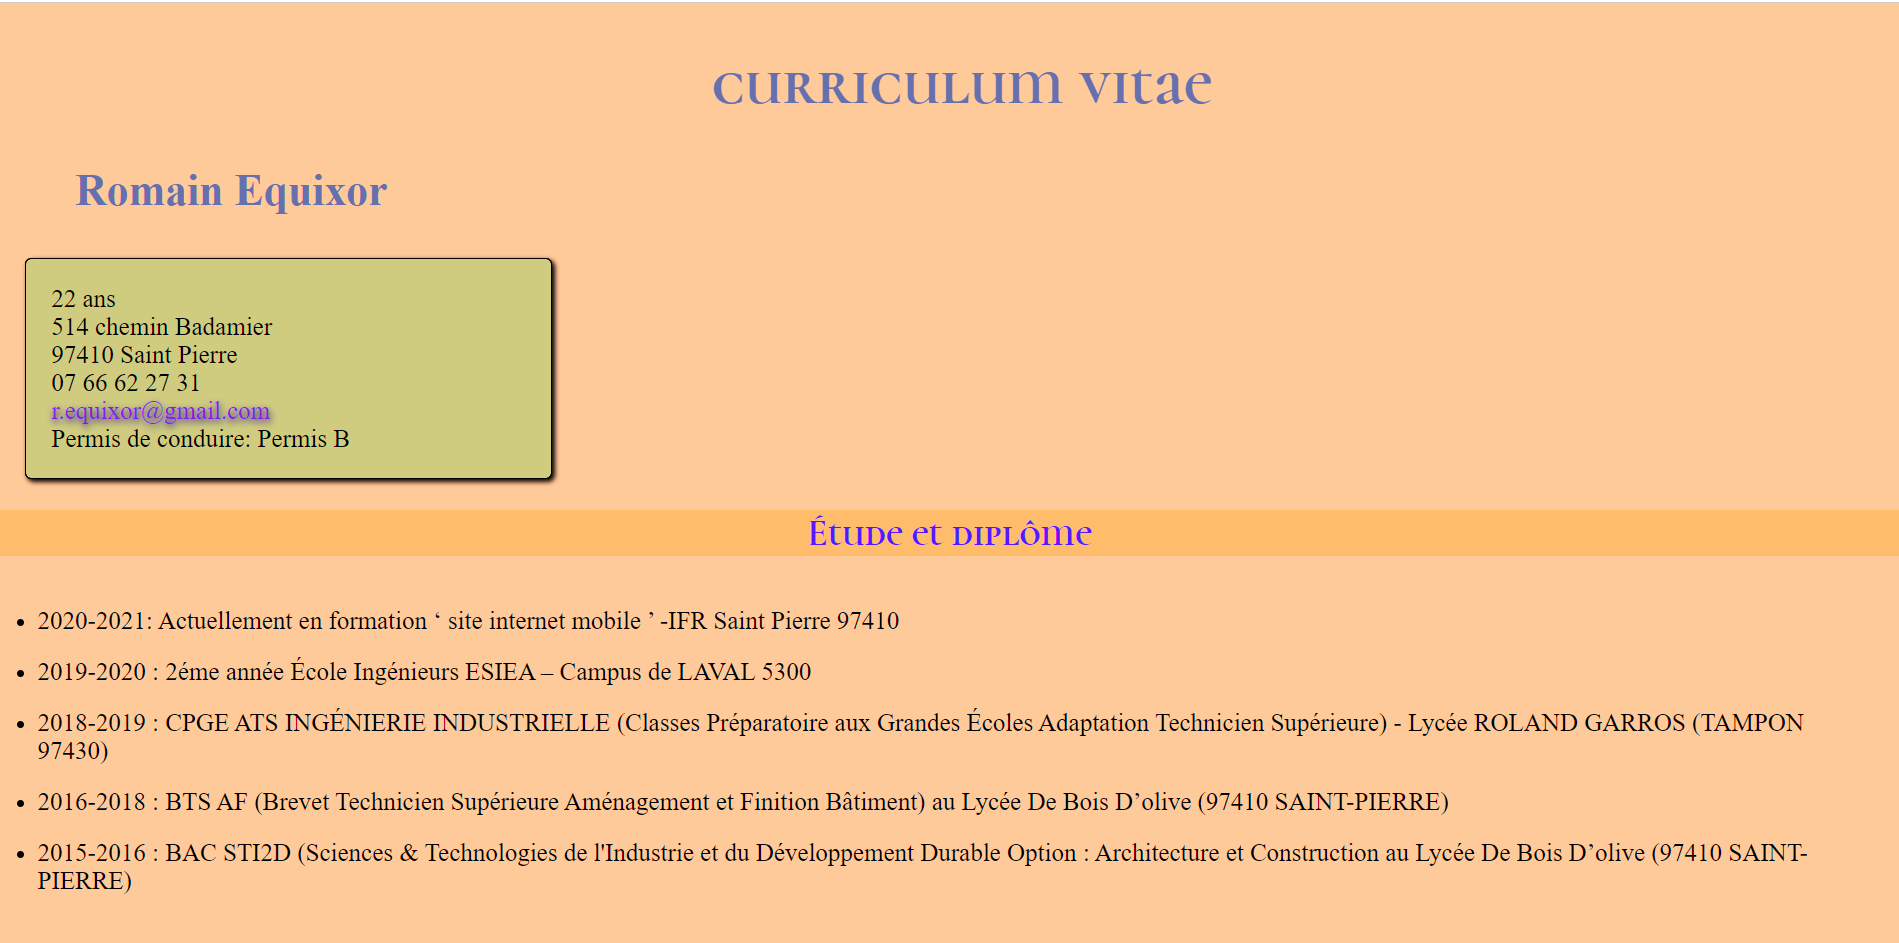 curriculum vitae
Romain Equixor
22 ans
514 chemin Badamier
97410 Saint Pierre
07 66 62 27 31
r.equixor@gmail.com
Permis de conduire: Permis B
Étude et diplôme
• 2020-2021: Actuellement en formation ‘ site internet mobile ’ -IFR Saint Pierre 97410
• 2019-2020 : 2éme année École Ingénieurs ESIEA – Campus de LAVAL 5300
• 2018-2019 : CPGE ATS INGÉNIERIE INDUSTRIELLE (Classes Préparatoire aux Grandes Écoles Adaptation Technicien Supérieure) - Lycée ROLAND GARROS (TAMPON
97430)
• 2016-2018 : BTS AF (Brevet Technicien Supérieure Aménagement et Finition Bâtiment) au Lycée De Bois D’olive (97410 SAINT-PIERRE)
• 2015-2016 : BAC STI2D (Sciences & Technologies de l'Industrie et du Développement Durable Option : Architecture et Construction au Lycée De Bois D’olive (97410 SAINT-
PIERRE)